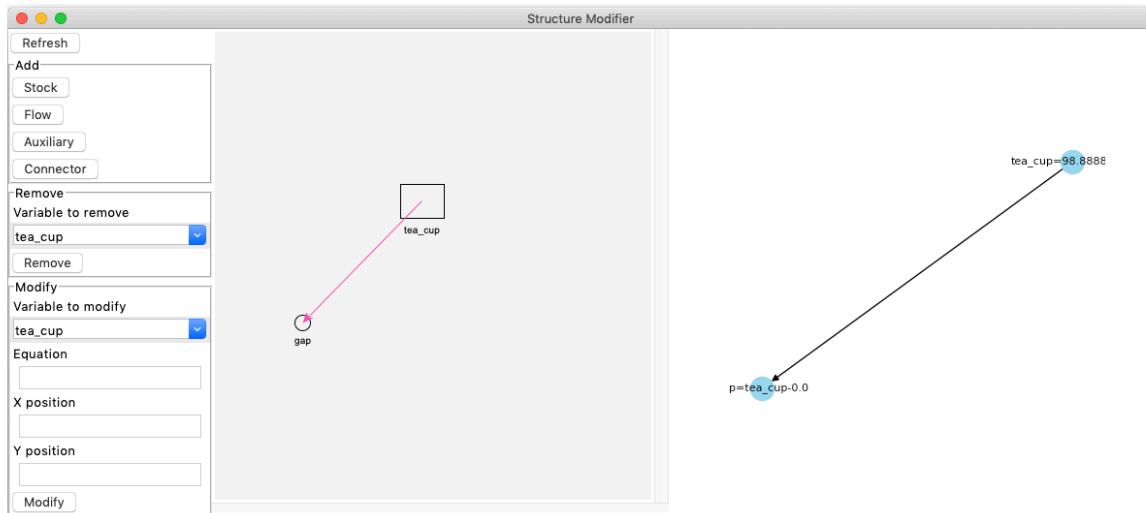 Structure Modifier
Refresh
Add
Stock
Flow
Auxiliary
Connector
Remove
Variable to remove
tea_cup
Remove
Modify
Variable to modify
tea_cup
Equation
X position
Y position
Modify
tea_cup
gap
tea_cup=98.8888
p=tea_cup-0.0